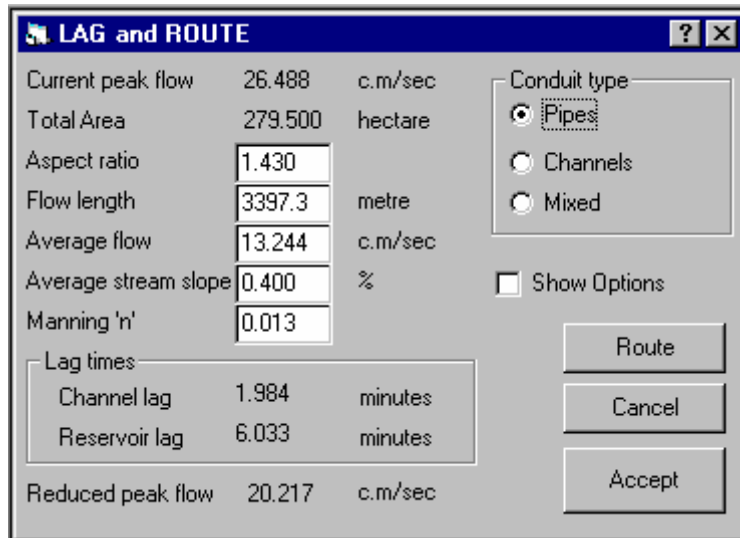 LAG and ROUTE
Current peak flow 26.488 c.m/sec
Total Area 279.500 hectare
Aspect ratio 1.430
Flow length 3397.3 metre
Average flow 13.244 c.m/sec
Average stream slope 0.400 %
Manning 'n' 0.013
Lag times
Channel lag 1.984 minutes
Reservoir lag 6.033 minutes
Reduced peak flow 20.217 c.m/sec
Conduit type
Pipes
Channels
Mixed
Show Options
Route
Cancel
Accept